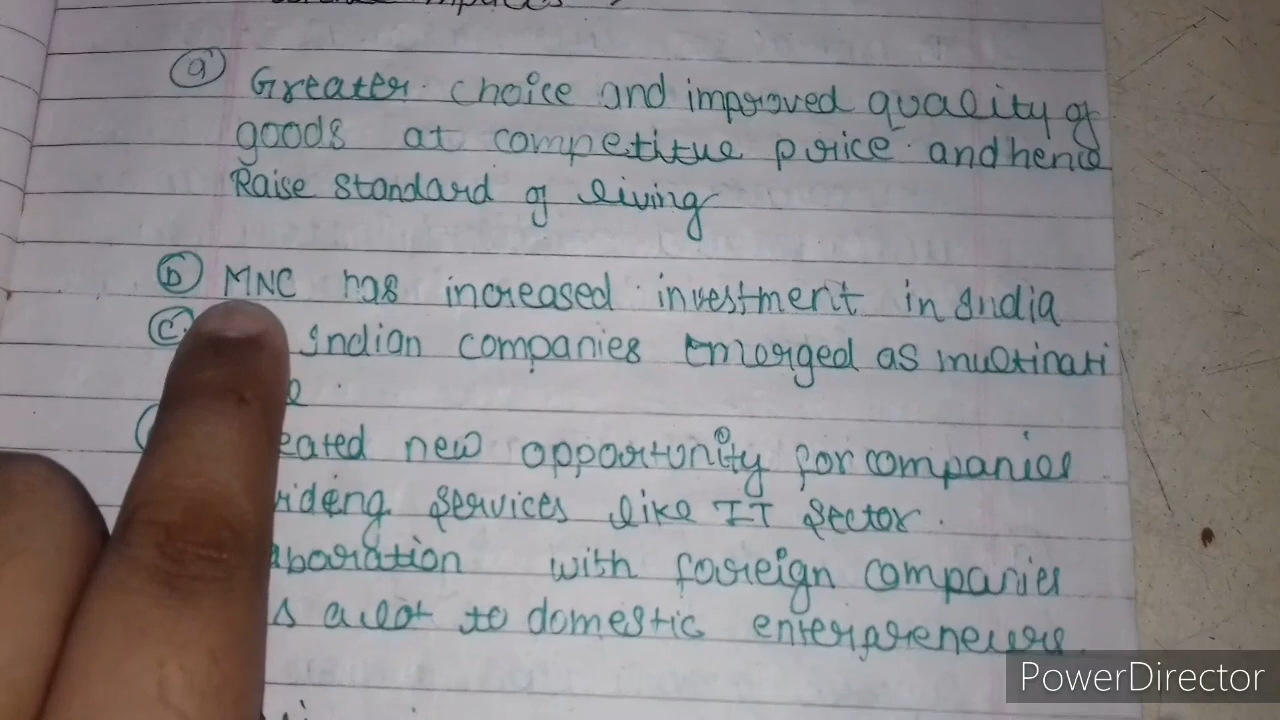 (a) Greater choice and improved quality of
goods at competitue price and hence
Raise standard of living
(b) MNC has increased investment in India
(c) Indian companies emerged as multinati
new opportunity for companies
services like IT sector.
with foreign companies
alot to domestic enterpreneurs.
PowerDirector